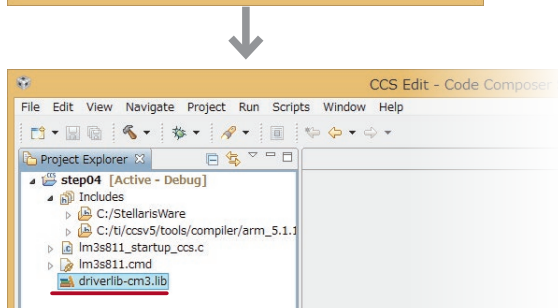 CCS Edit - Code Composer
File Edit View Navigate Project Run Scripts Window Help
Project Explorer
step04 [Active - Debug]
Includes
C:/StellarisWare
C:/ti/ccsv5/tools/compiler/arm_5.1.1
lm3s811_startup_ccs.c
lm3s811.cmd
driverlib-cm3.lib